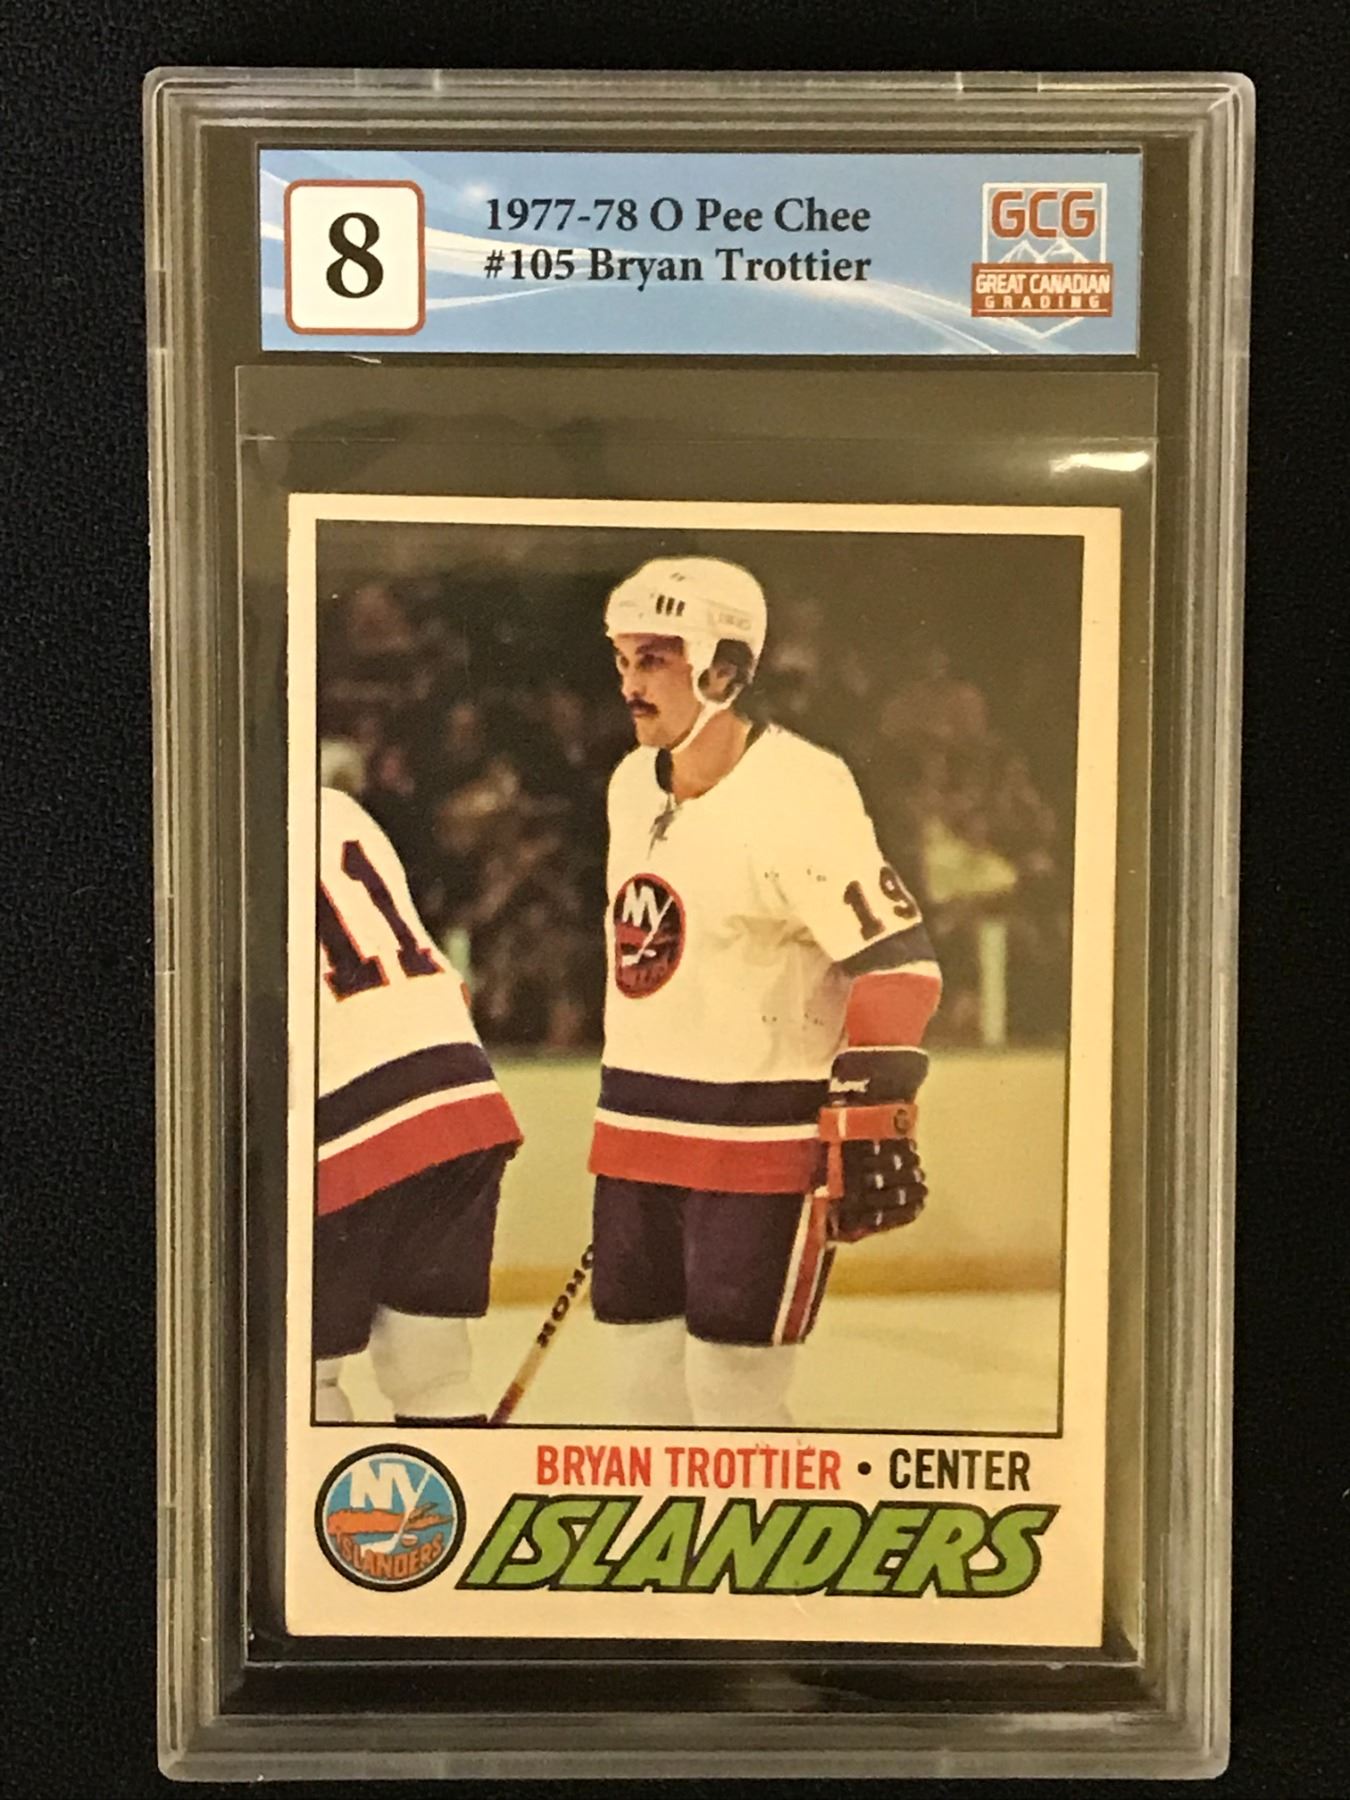 8
1977-78 O Pee Chee
#105 Bryan Trottier
GCG
GREAT CANADIAN
GRADING
NY
19
11
KOHO
BRYAN TROTTIER • CENTER
NY
ISLANDERS
ISLANDERS